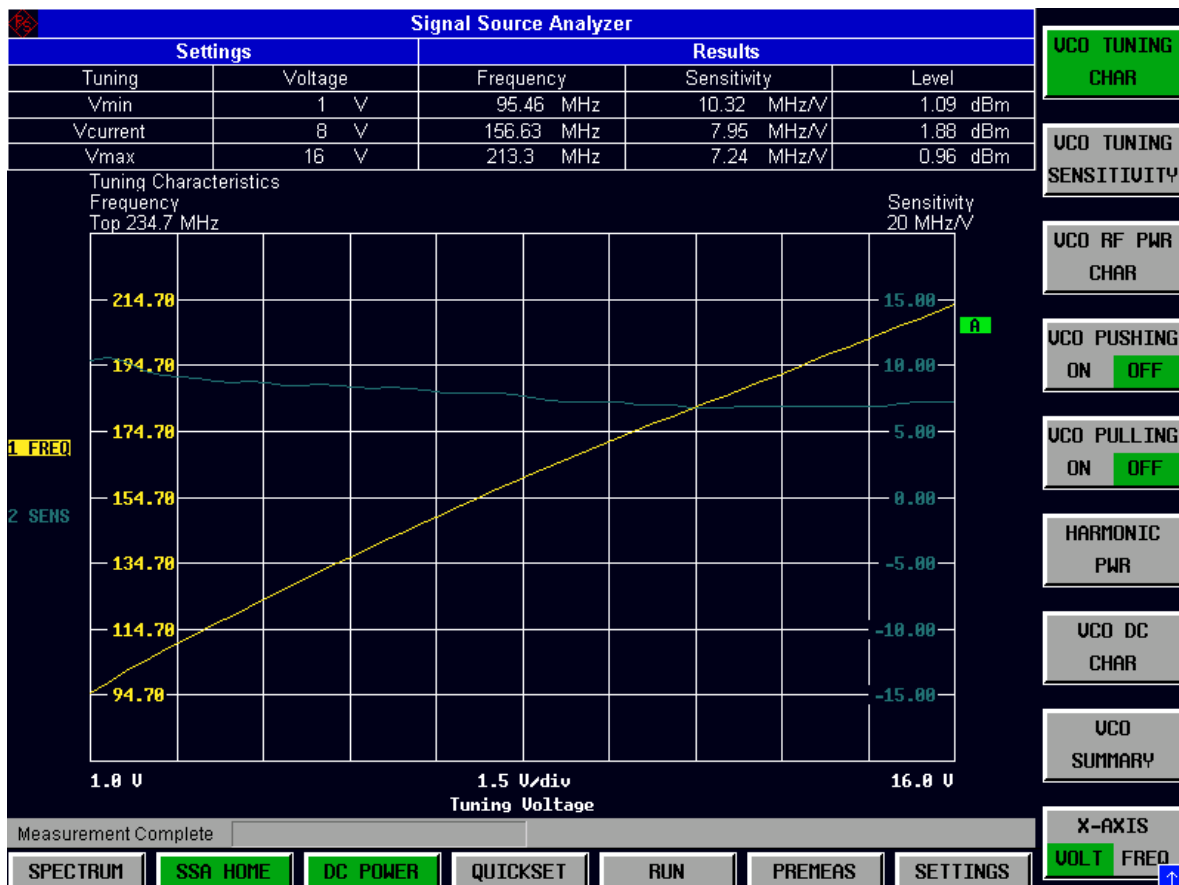 Signal Source Analyzer
Settings Results
Tuning Voltage Frequency Sensitivity Level
Vmin 1 V 95.46 MHz 10.32 MHz/V 1.09 dBm
Vcurrent 8 V 156.63 MHz 7.95 MHz/V 1.88 dBm
Vmax 16 V 213.3 MHz 7.24 MHz/V 0.96 dBm
Tuning Characteristics
Frequency Sensitivity
Top 234.7 MHz 20 MHz/V
214.70 15.00
A
194.70 10.00
174.70 5.00
1 FREQ
154.70 0.00
2 SENS
134.70 -5.00
114.70 -10.00
94.70 -15.00
1.0 V 1.5 V/div 16.0 V
Tuning Voltage
Measurement Complete
SPECTRUM SSA HOME DC POWER QUICKSET RUN PREMEAS SETTINGS
VCO TUNING
CHAR
VCO TUNING
SENSITIVITY
VCO RF PWR
CHAR
VCO PUSHING
ON OFF
VCO PULLING
ON OFF
HARMONIC
PWR
VCO DC
CHAR
VCO
SUMMARY
X-AXIS
VOLT FREQ